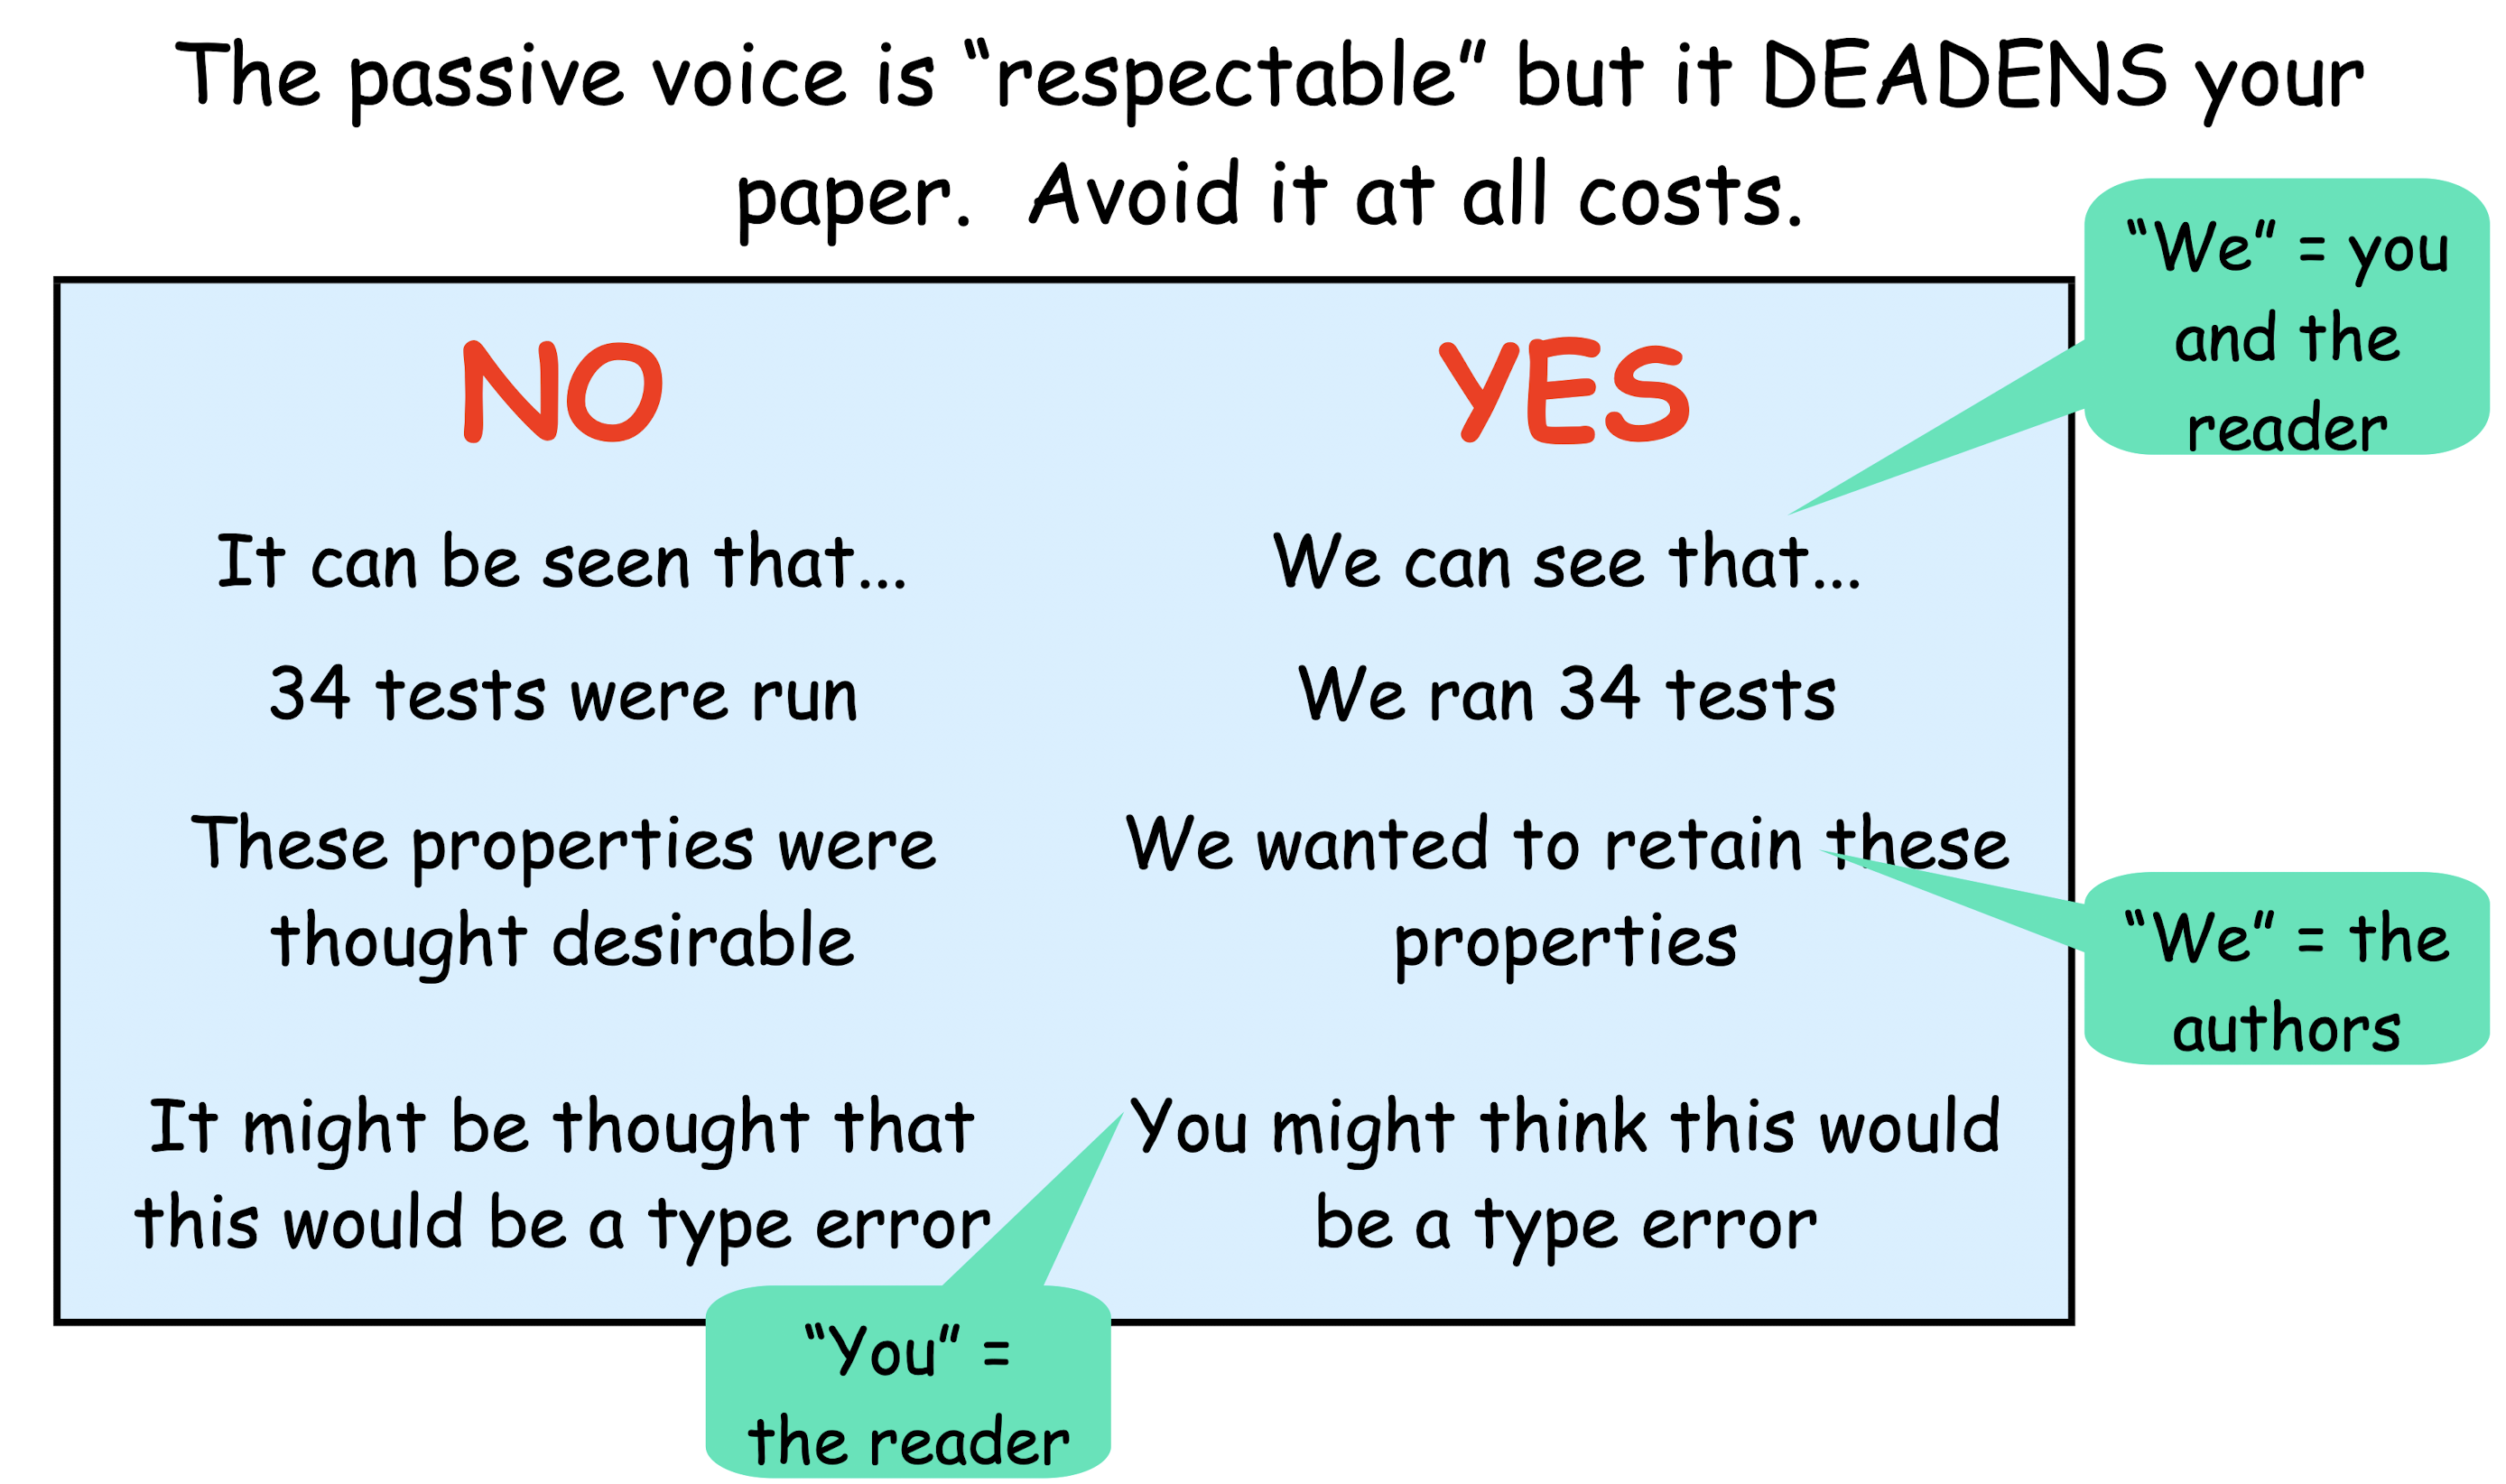 The passive voice is “respectable” but it DEADENS your
paper. Avoid it at all costs.
“We” = you
and the
reader
NO
YES
It can be seen that...
We can see that...
34 tests were run
We ran 34 tests
These properties were
thought desirable
We wanted to retain these
properties
“We” = the
authors
It might be thought that
this would be a type error
You might think this would
be a type error
“You” =
the reader